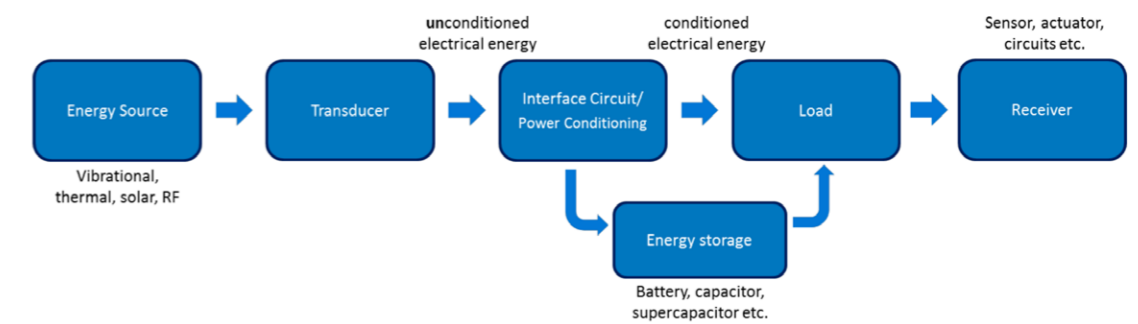 unconditioned
electrical energy
conditioned
electrical energy
Sensor, actuator,
circuits etc.
Energy Source
Transducer
Interface Circuit/
Power Conditioning
Load
Receiver
Vibrational,
thermal, solar, RF
Energy storage
Battery, capacitor,
supercapacitor etc.